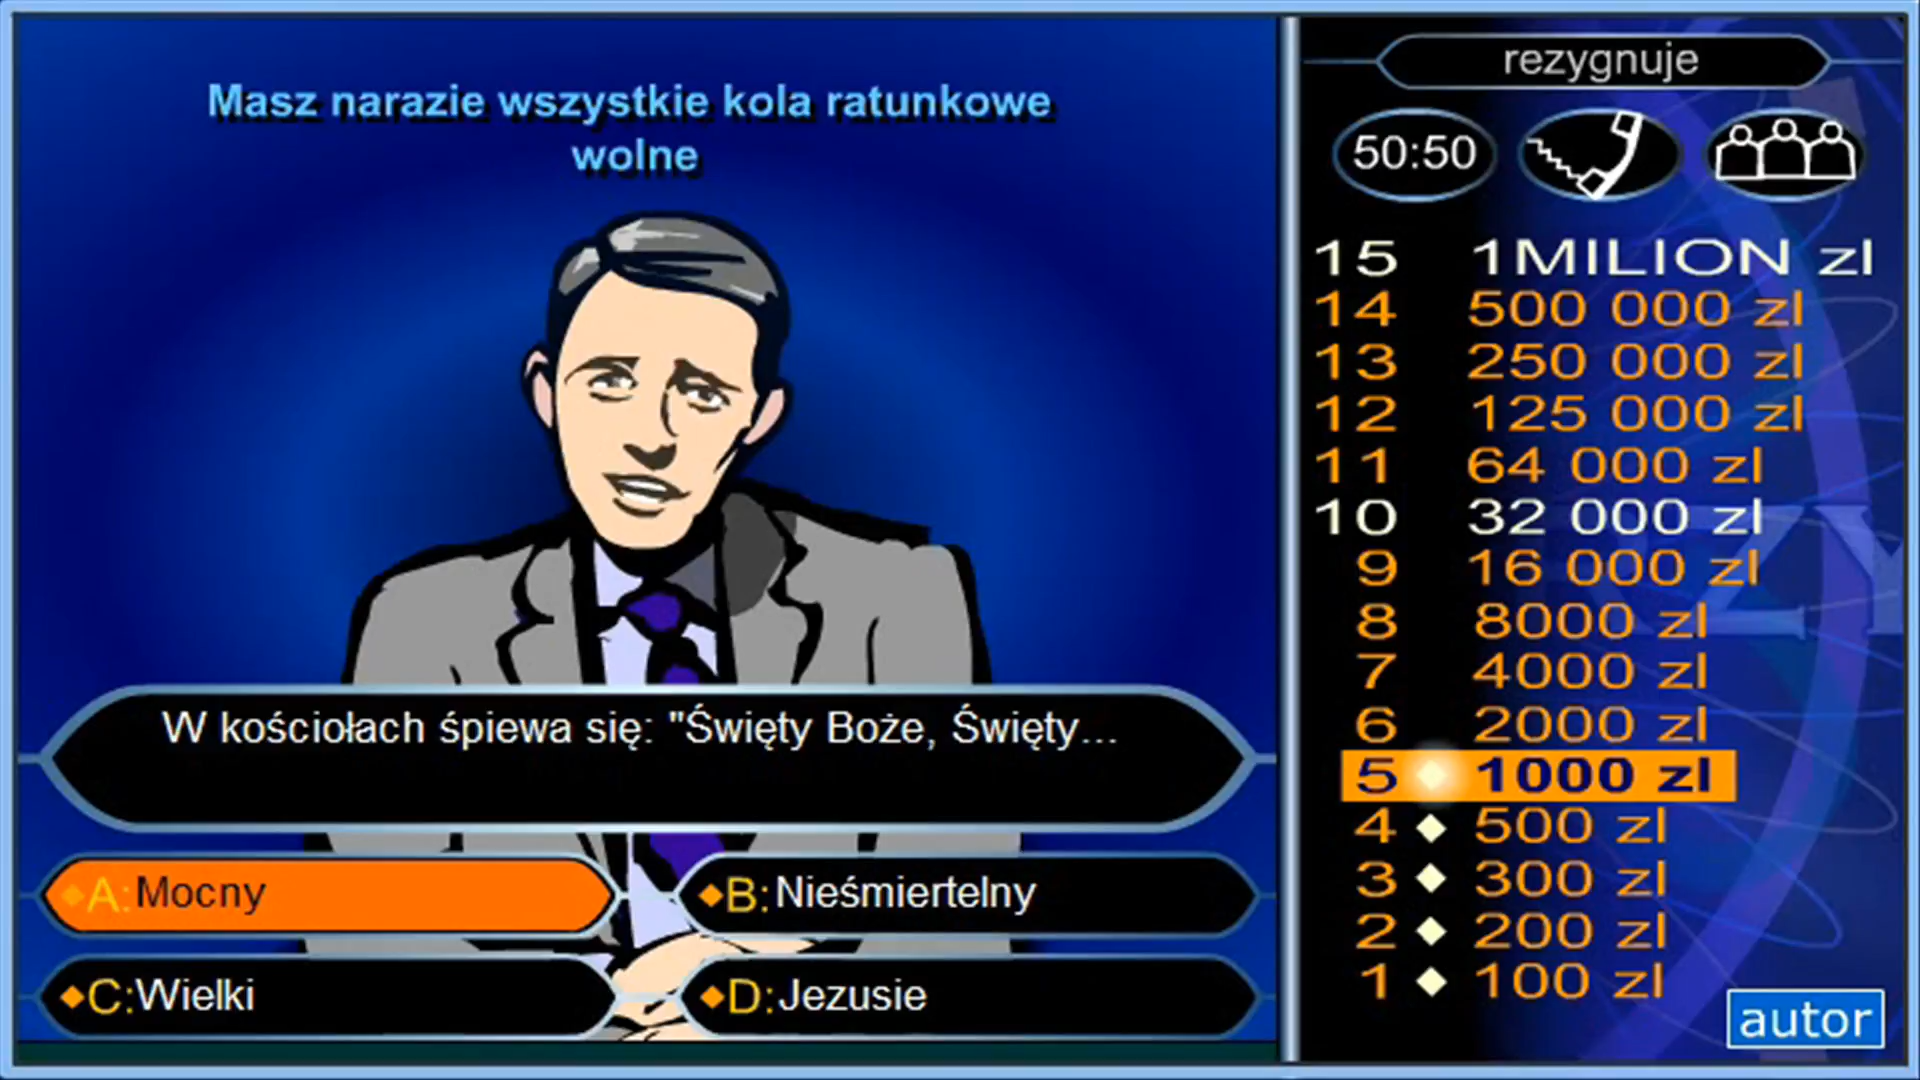 Masz narazie wszystkie kola ratunkowe
wolne
W kościołach śpiewa się: "Święty Boże, Święty...
A: Mocny
B: Nieśmiertelny
C: Wielki
D: Jezusie
rezygnuje
50:50
15 1MILION zl
14 500 000 zl
13 250 000 zl
12 125 000 zl
11 64 000 zl
10 32 000 zl
9 16 000 zl
8 8000 zl
7 4000 zl
6 2000 zl
5 1000 zl
4 500 zl
3 300 zl
2 200 zl
1 100 zl
autor